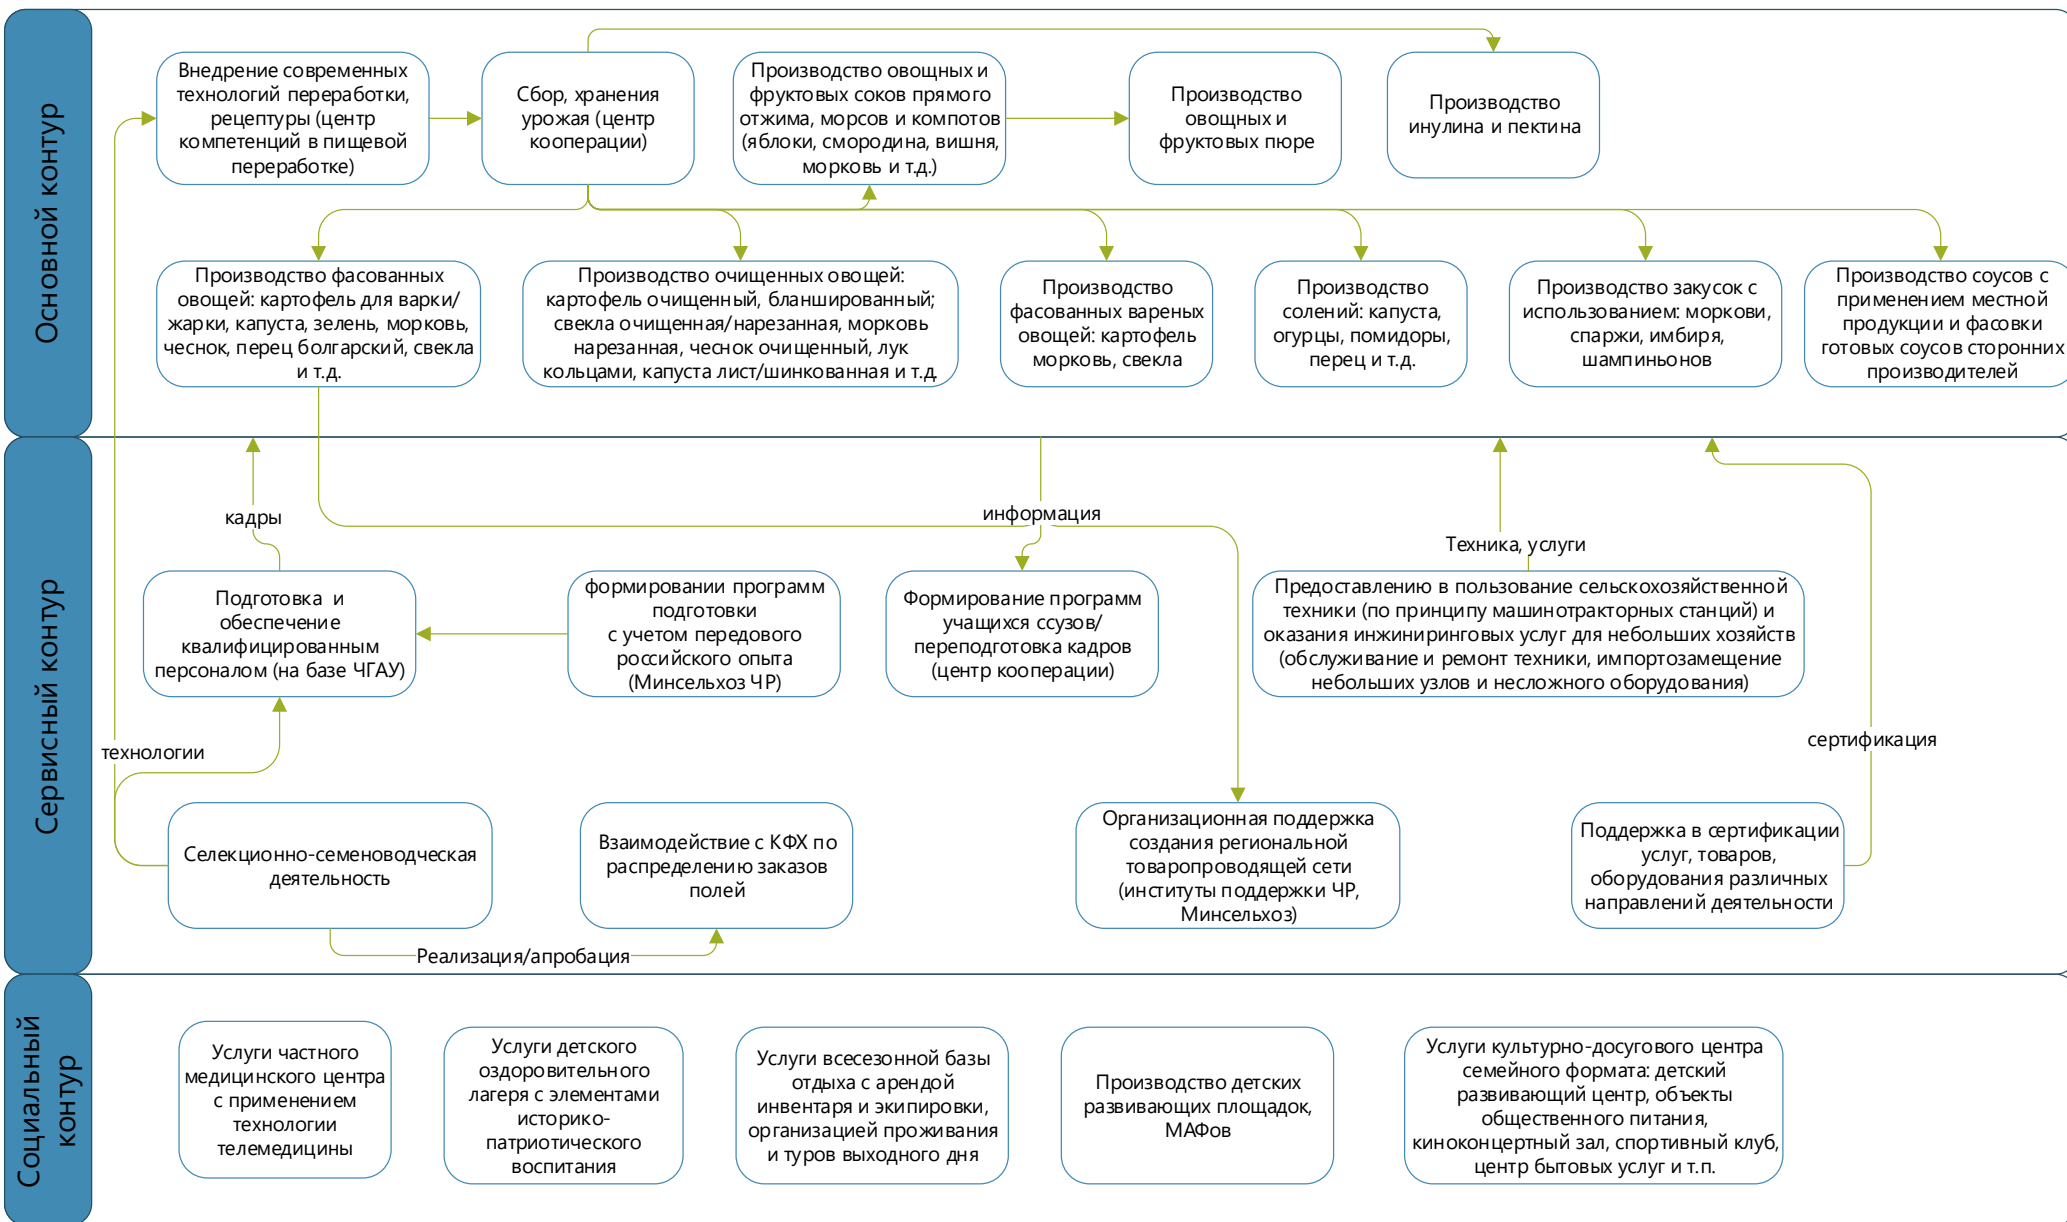 Основной контур
Внедрение современных
технологий переработки,
рецептуры (центр
компетенций в пищевой
переработке)
Сбор, хранения
урожая (центр
кооперации)
Производство овощных и
фруктовых соков прямого
отжима, морсов и компотов
(яблоки, смородина, вишня,
морковь и т.д.)
Производство
овощных и
фруктовых пюре
Производство
инулина и пектина
Производство фасованных
овощей: картофель для варки/
жарки, капуста, зелень, морковь,
чеснок, перец болгарский, свекла
и т.д.
Производство очищенных овощей:
картофель очищенный, бланшированный;
свекла очищенная/нарезанная, морковь
нарезанная, чеснок очищенный, лук
кольцами, капуста лист/шинкованная и т.д.
Производство
фасованных вареных
овощей: картофель
морковь, свекла
Производство
солений: капуста,
огурцы, помидоры,
перец и т.д.
Производство закусок с
использованием: моркови,
спаржи, имбиря,
шампиньонов
Производство соусов с
применением местной
продукции и фасовки
готовых соусов сторонних
производителей
Сервисный контур
кадры
информация
Техника, услуги
Подготовка и
обеспечение
квалифицированным
персоналом (на базе ЧГАУ)
формировании программ
подготовки
с учетом передового
российского опыта
(Минсельхоз ЧР)
Формирование программ
учащихся ссузов/
переподготовка кадров
(центр кооперации)
Предоставлению в пользование сельскохозяйственной
техники (по принципу машинотракторных станций) и
оказания инжиниринговых услуг для небольших хозяйств
(обслуживание и ремонт техники, импортозамещение
небольших узлов и несложного оборудования)
технологии
сертификация
Селекционно-семеноводческая
деятельность
Взаимодействие с КФХ по
распределению заказов
полей
Организационная поддержка
создания региональной
товаропроводящей сети
(институты поддержки ЧР,
Минсельхоз)
Поддержка в сертификации
услуг, товаров,
оборудования различных
направлений деятельности
Реализация/апробация
Социальный
контур
Услуги частного
медицинского центра
с применением
технологии
телемедицины
Услуги детского
оздоровительного
лагеря с элементами
историко-
патриотического
воспитания
Услуги всесезонной базы
отдыха с арендой
инвентаря и экипировки,
организацией проживания
и туров выходного дня
Производство детских
развивающих площадок,
МАФов
Услуги культурно-досугового центра
семейного формата: детский
развивающий центр, объекты
общественного питания,
киноконцертный зал, спортивный клуб,
центр бытовых услуг и т.п.